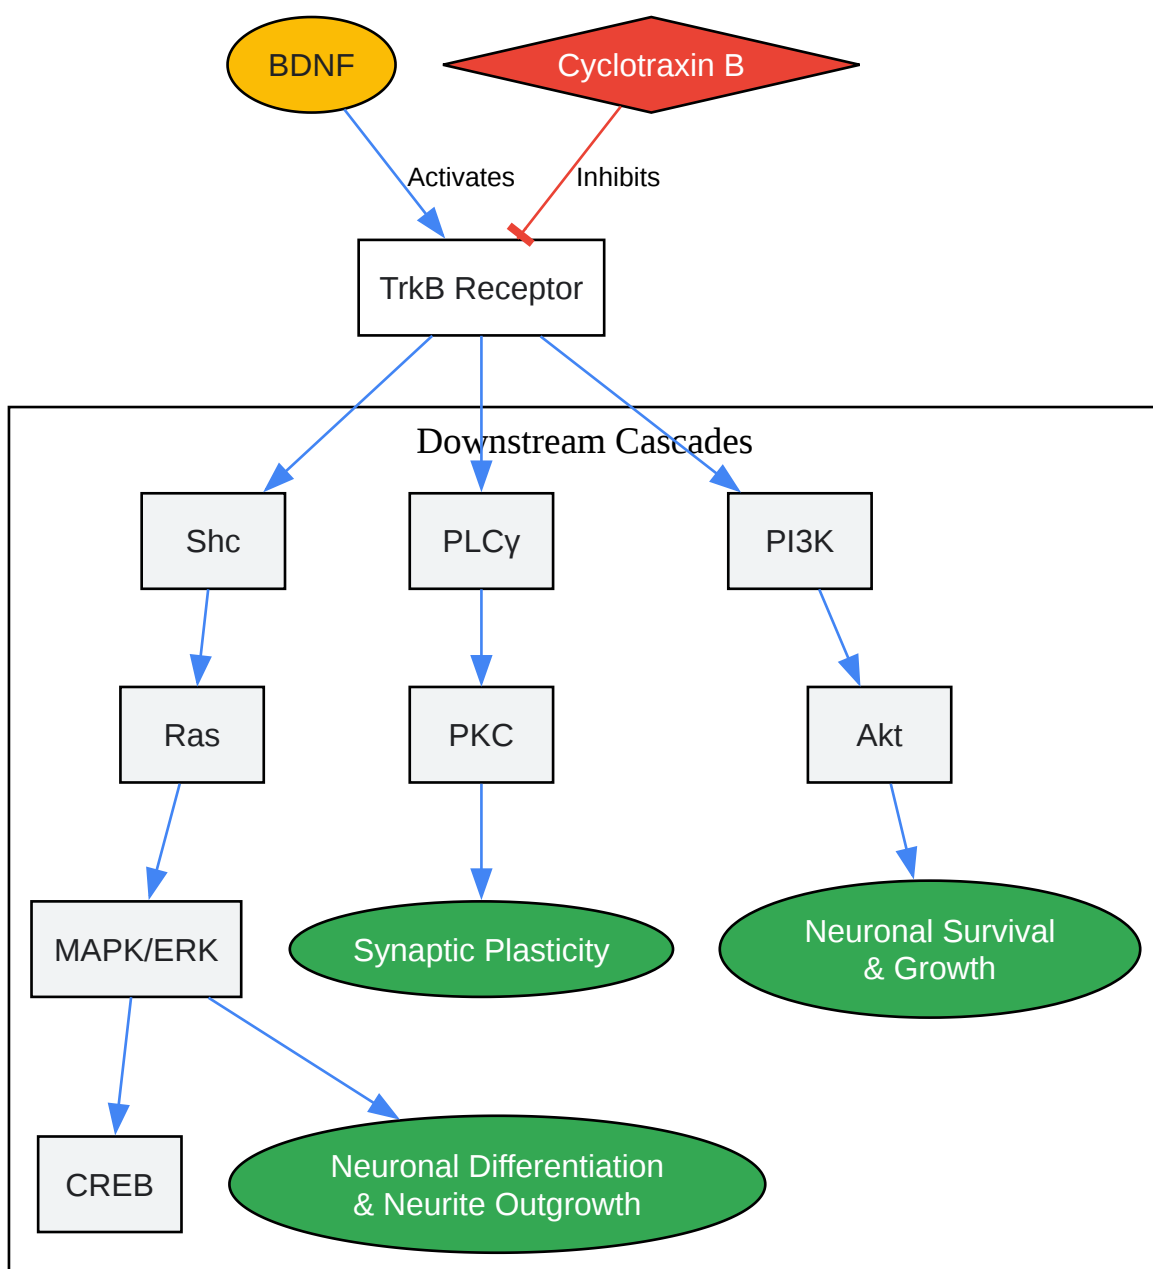 BDNF
Cyclotraxin B
Activates
Inhibits
TrkB Receptor
Downstream Cascades
Shc
PLCγ
PI3K
Ras
PKC
Akt
MAPK/ERK
Synaptic Plasticity
Neuronal Survival
& Growth
CREB
Neuronal Differentiation
& Neurite Outgrowth